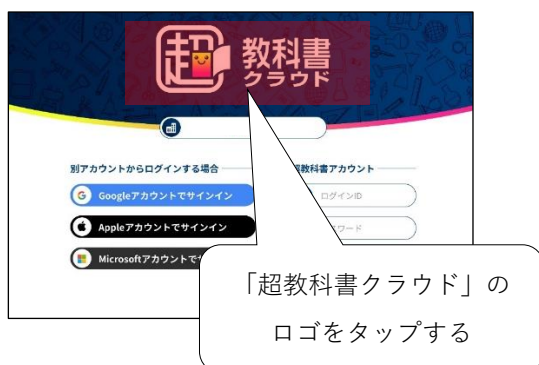 超 教科書
クラウド
別アカウントからログインする場合
教科書アカウント
Googleアカウントでサインイン
ログインID
Appleアカウントでサインイン
ワード
Microsoftアカウントで
「超教科書クラウド」の
ロゴをタップする